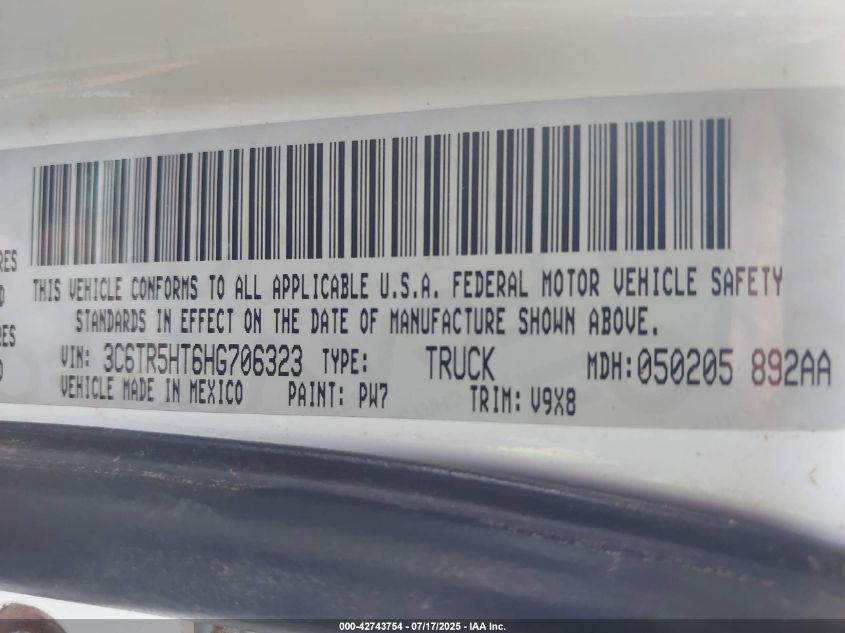 RES
THIS VEHICLE CONFORMS TO ALL APPLICABLE U.S.A. FEDERAL MOTOR VEHICLE SAFETY
D
STANDARDS IN EFFECT ON THE DATE OF MANUFACTURE SHOWN ABOVE.
RES
VIN: 3C6TR5HT6HG706323 TYPE: TRUCK MDH:050205 892AA
D
VEHICLE MADE IN MEXICO PAINT: PW7 TRIM: V9X8
000-42743754 - 07/17/2025 - IAA Inc.